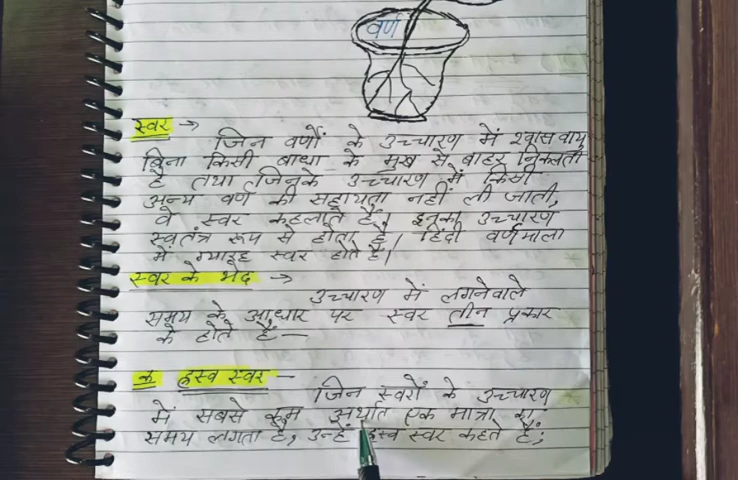 वर्ण
स्वर →
जिन वर्णों के उच्चारण में श्वास वायु
बिना किसी बाधा के मुख से बाहर निकलती
है तथा जिनके उच्चारण में किसी
अन्य वर्ण की सहायता नहीं ली जाती,
वे स्वर कहलाते हैं। इनका उच्चारण
स्वतंत्र रूप से होता है। हिंदी वर्णमाला
में ग्यारह स्वर होते हैं।
स्वर के भेद →
उच्चारण में लगनेवाले
समय के आधार पर स्वर तीन प्रकार
के होते हैं—
क ह्रस्व स्वर —
जिन स्वरों के उच्चारण
में सबसे कम अर्थात एक मात्रा का
समय लगता है, उन्हें ह्रस्व स्वर कहते हैं;